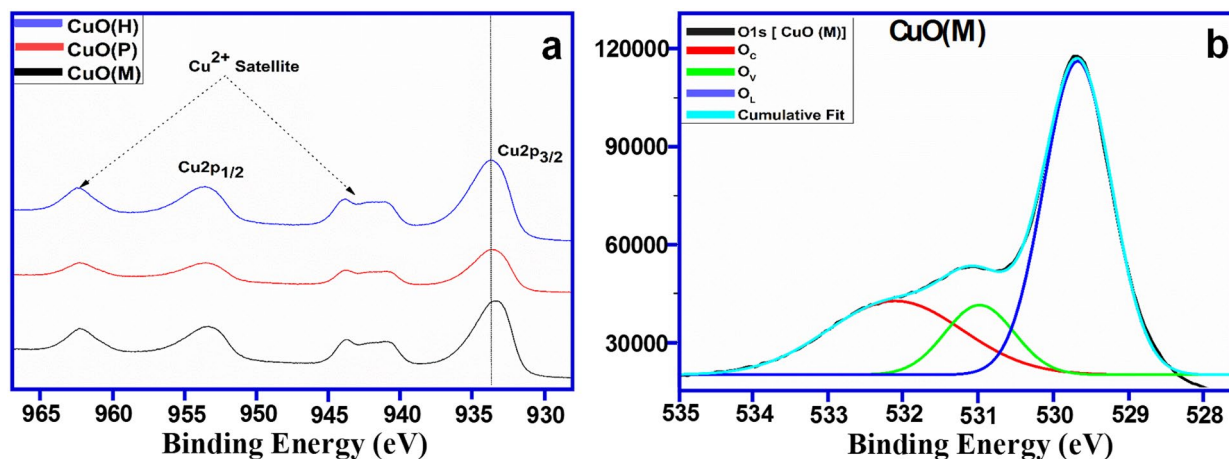 CuO(H)
CuO(P)
CuO(M)
a
Cu2+ Satellite
Cu2p1/2
Cu2p3/2
965 960 955 950 945 940 935 930
Binding Energy (eV)
O1s [ CuO (M)]
OC
OV
OL
Cumulative Fit
CuO(M)
b
120000
90000
60000
30000
535 534 533 532 531 530 529 528
Binding Energy (eV)